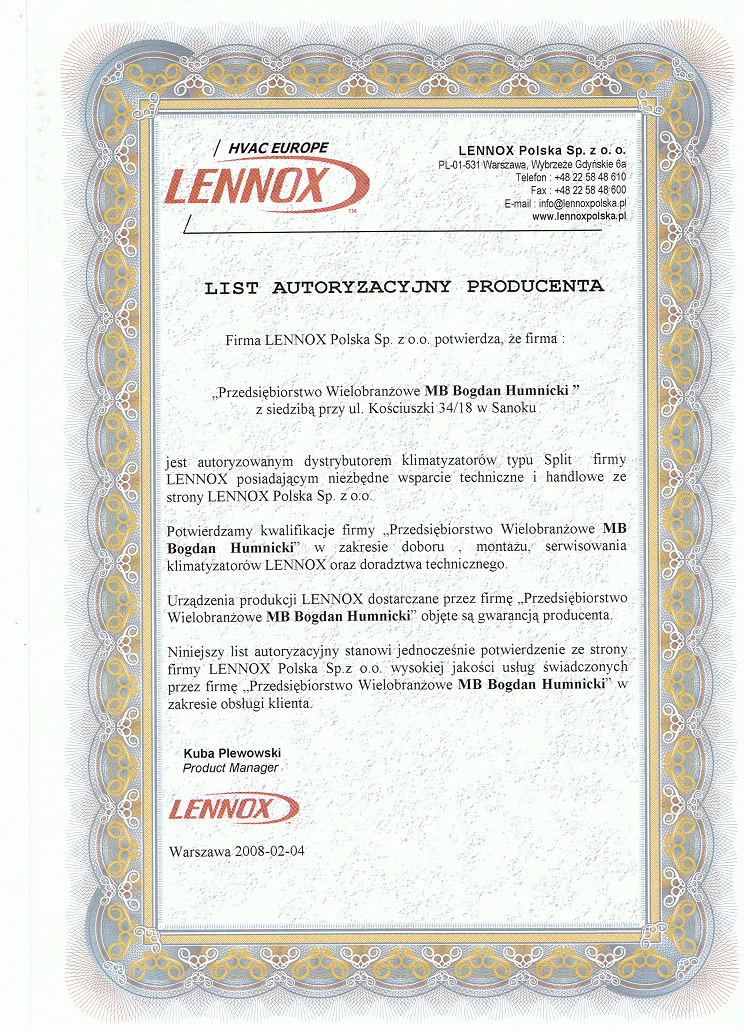 HVAC EUROPE
LENNOX
™
LENNOX Polska Sp. z o. o.
PL-01-531 Warszawa, Wybrzeże Gdyńskie 6a
Telefon : +48 22 58 48 610
Fax : +48 22 58 48 600
E-mail : info@lennoxpolska.pl
www.lennoxpolska.pl
LIST AUTORYZACYJNY PRODUCENTA
Firma LENNOX Polska Sp. z o.o. potwierdza, że firma :
„Przedsiębiorstwo Wielobranżowe MB Bogdan Humnicki ”
z siedzibą przy ul. Kościuszki 34/18 w Sanoku
jest autoryzowanym dystrybutorem klimatyzatorów typu Split firmy
LENNOX posiadającym niezbędne wsparcie techniczne i handlowe ze
strony LENNOX Polska Sp. z o.o.
Potwierdzamy kwalifikacje firmy „Przedsiębiorstwo Wielobranżowe MB
Bogdan Humnicki” w zakresie doboru , montażu, serwisowania
klimatyzatorów LENNOX oraz doradztwa technicznego.
Urządzenia produkcji LENNOX dostarczane przez firmę „Przedsiębiorstwo
Wielobranżowe MB Bogdan Humnicki” objęte są gwarancją producenta.
Niniejszy list autoryzacyjny stanowi jednocześnie potwierdzenie ze strony
firmy LENNOX Polska Sp.z o.o. wysokiej jakości usług świadczonych
przez firmę „Przedsiębiorstwo Wielobranżowe MB Bogdan Humnicki” w
zakresie obsługi klienta.
Kuba Plewowski
Product Manager
LENNOX
Warszawa 2008-02-04